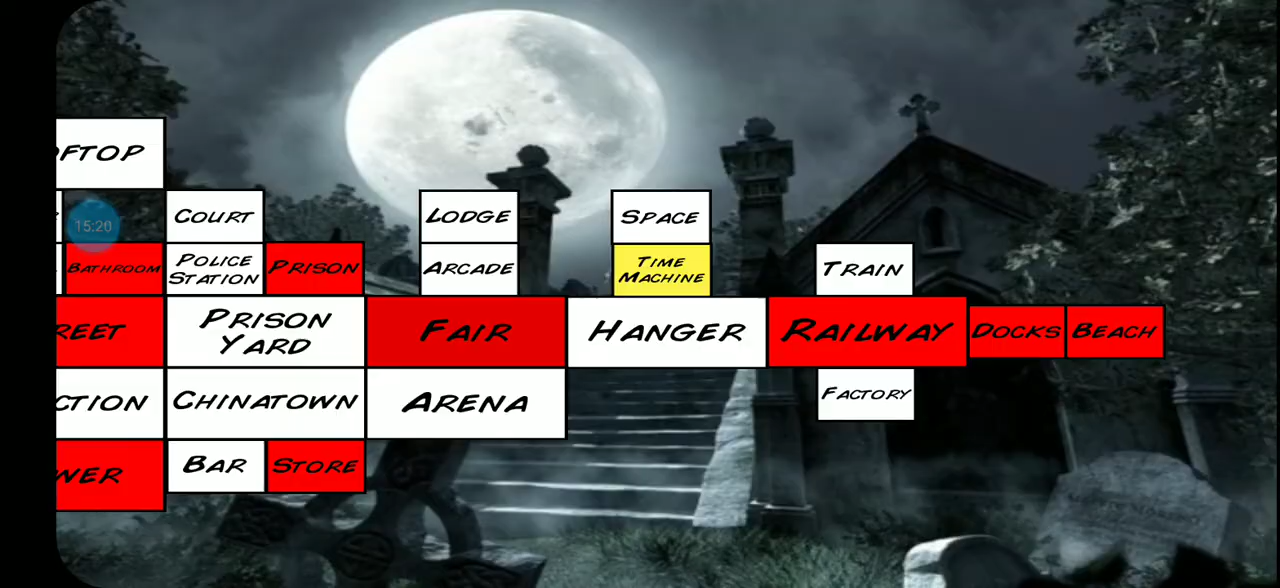 FTOP
15:20
COURT
LODGE
SPACE
BATHROOM
POLICE
STATION
PRISON
ARCADE
TIME
MACHINE
TRAIN
REET
PRISON
YARD
FAIR
HANGER
RAILWAY
DOCKS
BEACH
CTION
CHINATOWN
ARENA
FACTORY
WER
BAR
STORE